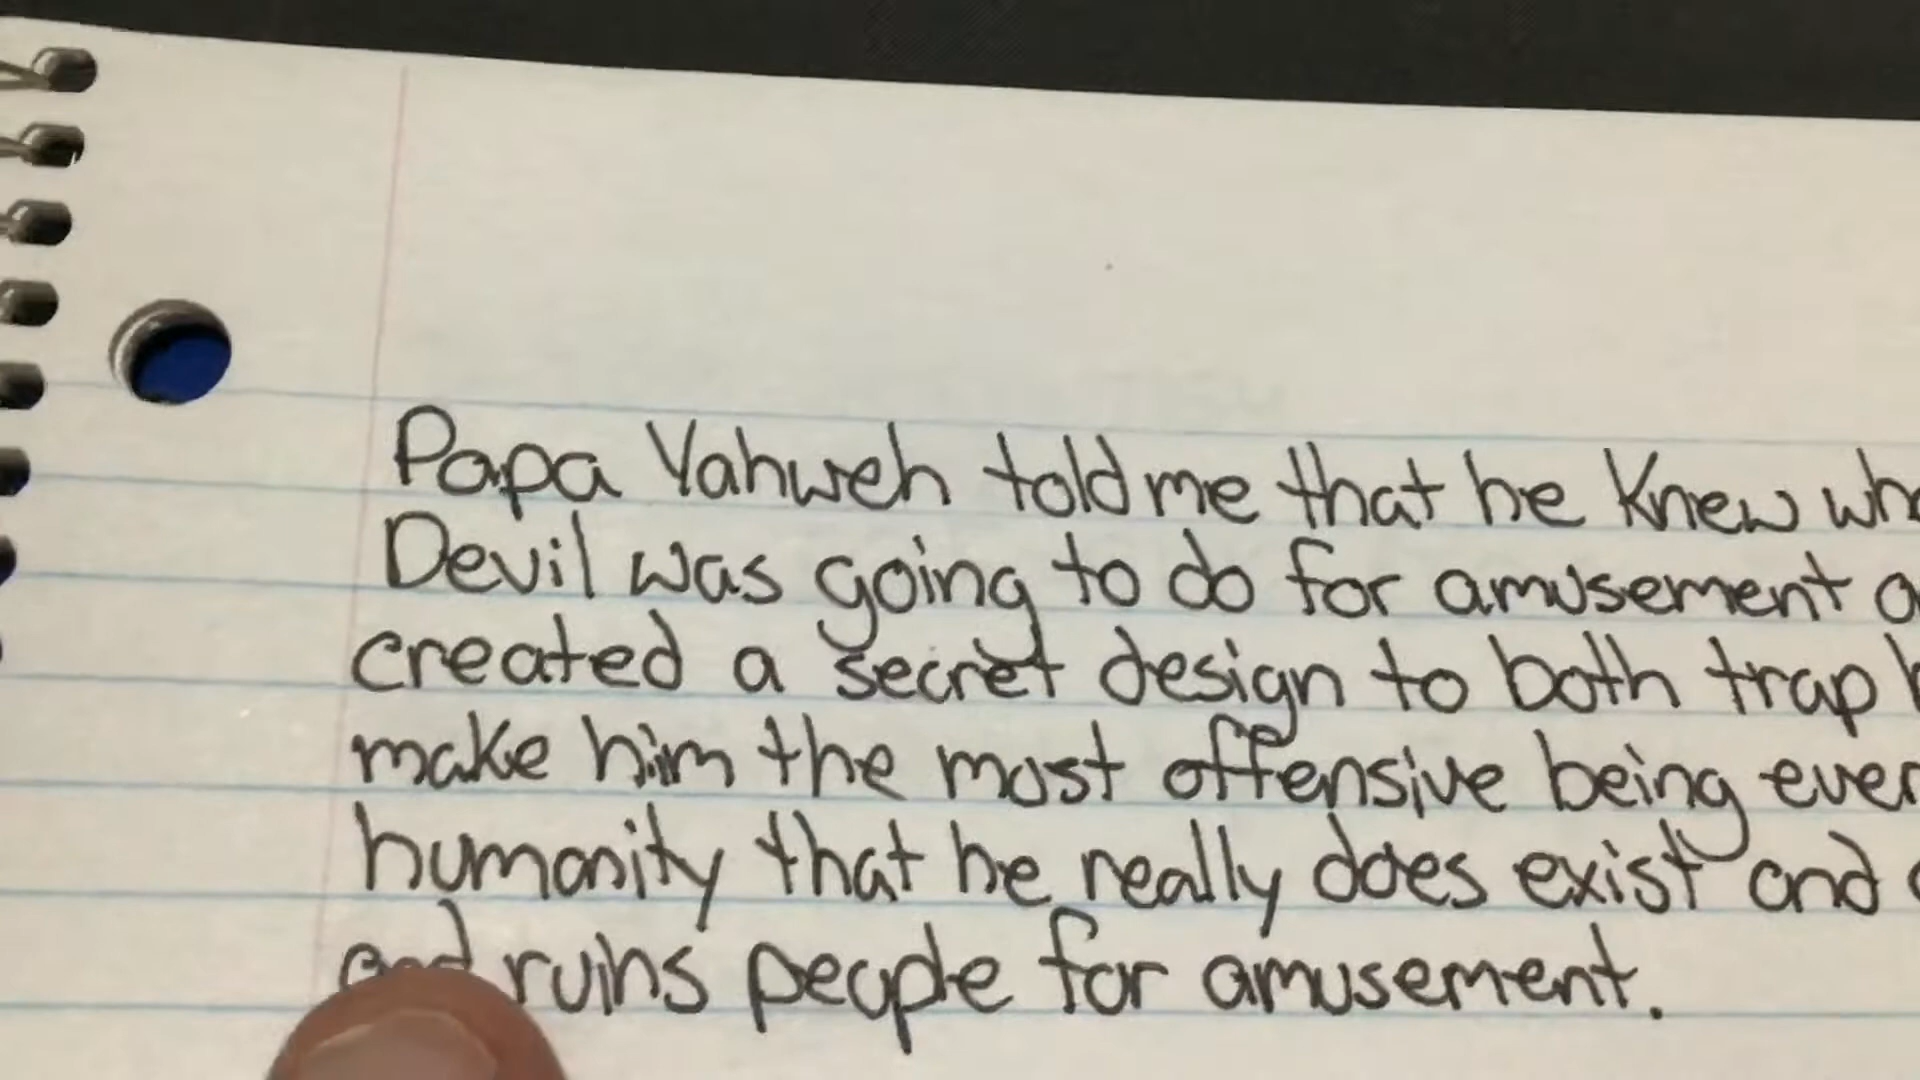 Papa Yahweh told me that he Knew
Devil was going to do for amusement
created a secret design to both trap
make him the most offensive being ever
humanity that he really does exist and
and ruins people for amusement.